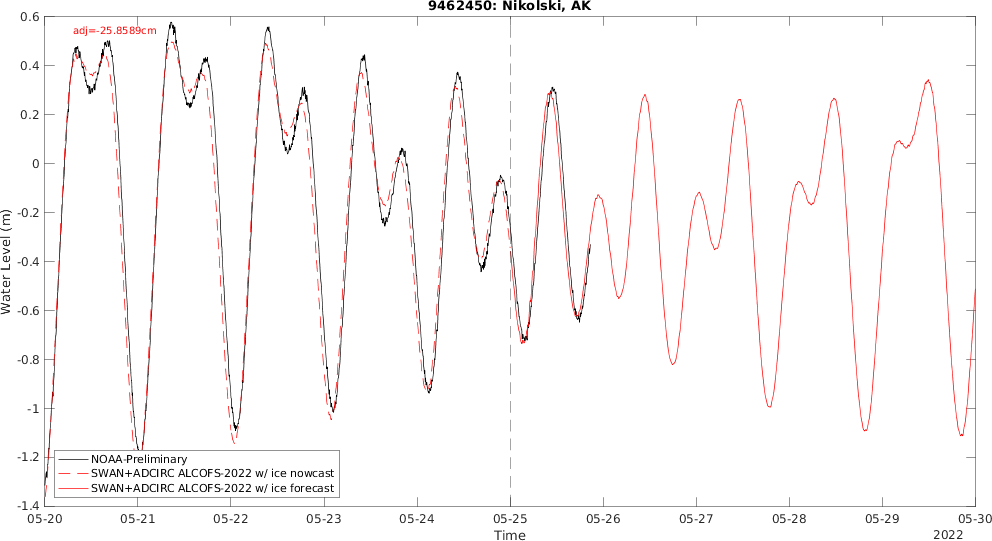 9462450: Nikolski, AK
adj=-25.8589cm
0.6
0.4
0.2
0
-0.2
-0.4
-0.6
-0.8
-1
-1.2
-1.4
Water Level (m)
NOAA-Preliminary
SWAN+ADCIRC ALCOFS-2022 w/ ice nowcast
SWAN+ADCIRC ALCOFS-2022 w/ ice forecast
05-20 05-21 05-22 05-23 05-24 05-25 05-26 05-27 05-28 05-29 05-30
Time
2022